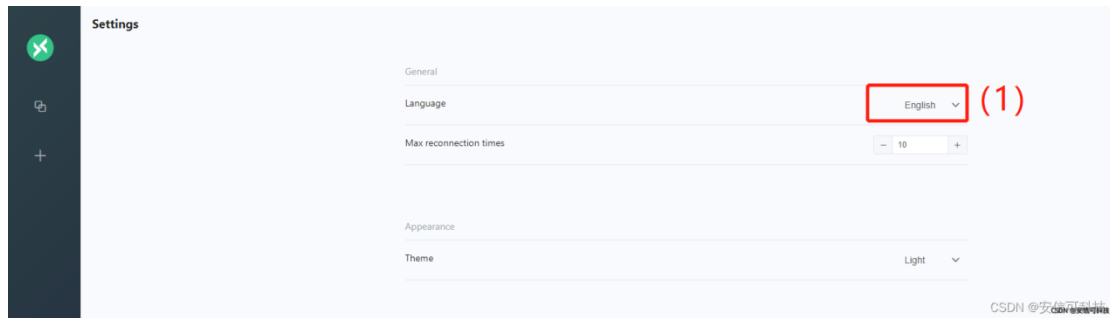 Settings
General
Language
English
(1)
Max reconnection times
− 10 +
Appearance
Theme
Light
CSDN @安信可科技